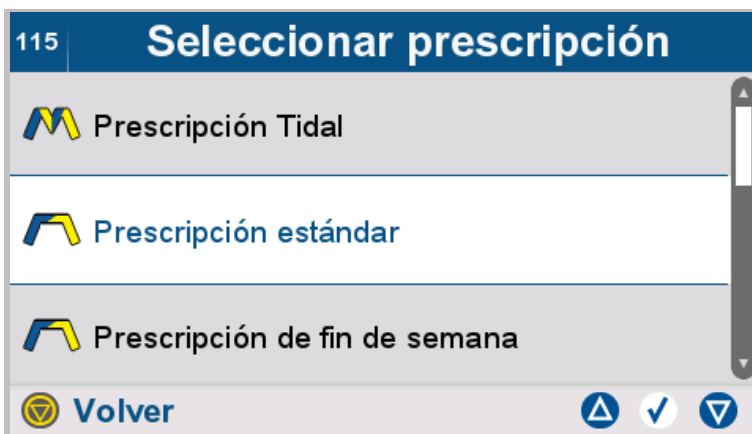 115
Seleccionar prescripción
Prescripción Tidal
Prescripción estándar
Prescripción de fin de semana
Volver